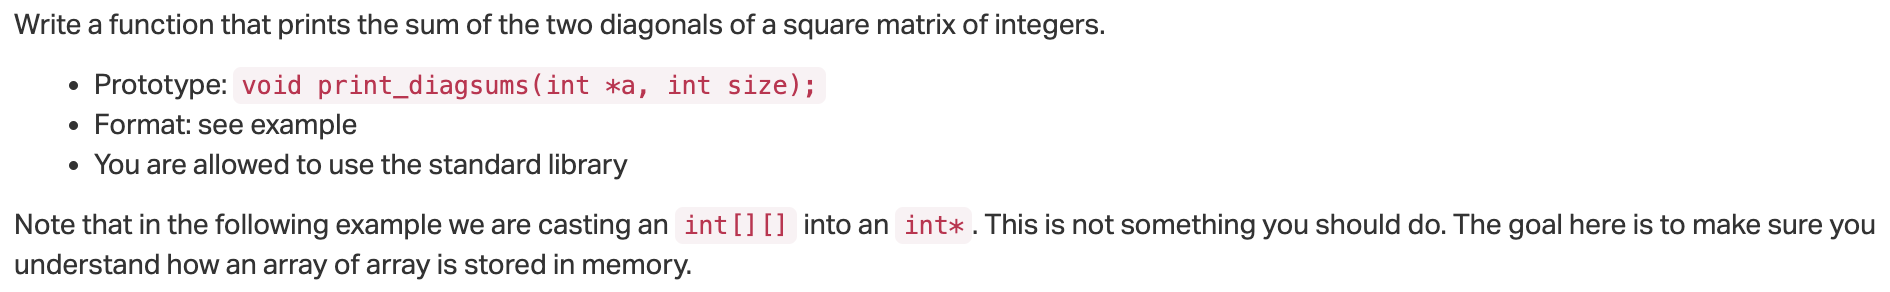 Write a function that prints the sum of the two diagonals of a square matrix of integers.
• Prototype: void print_diagsums(int *a, int size);
• Format: see example
• You are allowed to use the standard library
Note that in the following example we are casting an int[][] into an int*. This is not something you should do. The goal here is to make sure you
understand how an array of array is stored in memory.